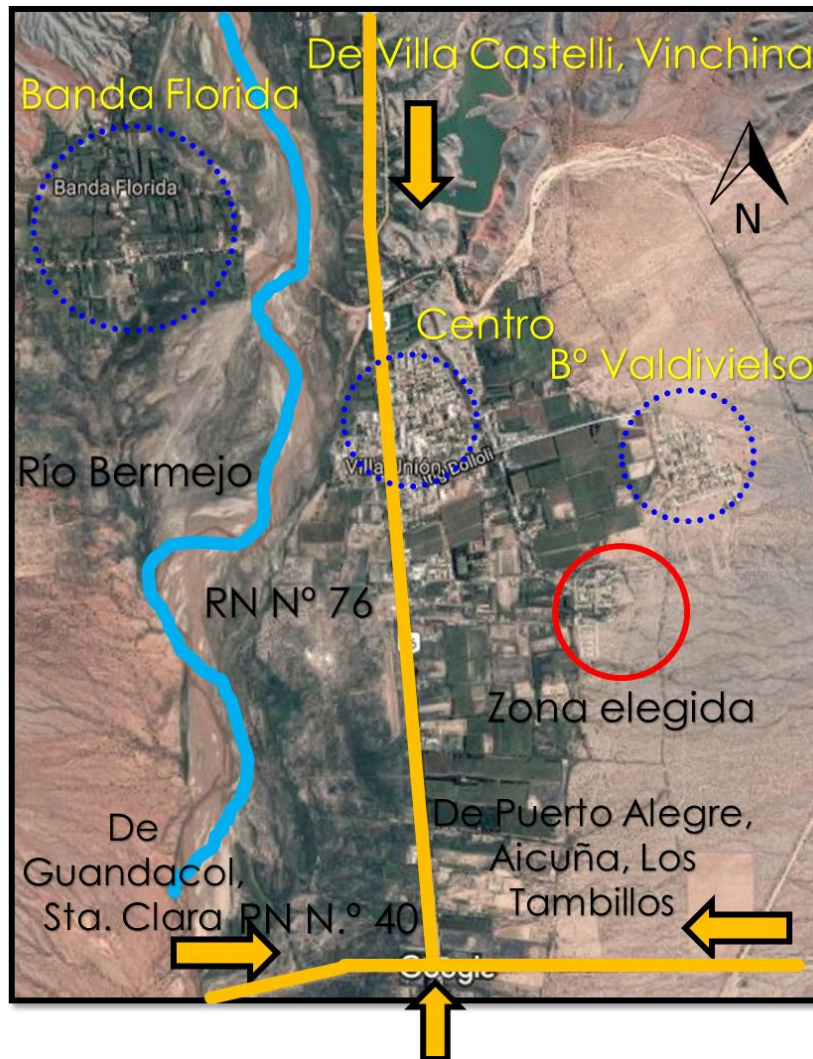 De Villa Castelli, Vinchina
Banda Florida
Banda Florida
N
Centro
Bº Valdivielso
Río Bermejo
Villa Unión
RN Nº 76
Zona elegida
De
Guandacol,
Sta. Clara
De Puerto Alegre,
Aicuña, Los
Tambillos
RN N.º 40
Google